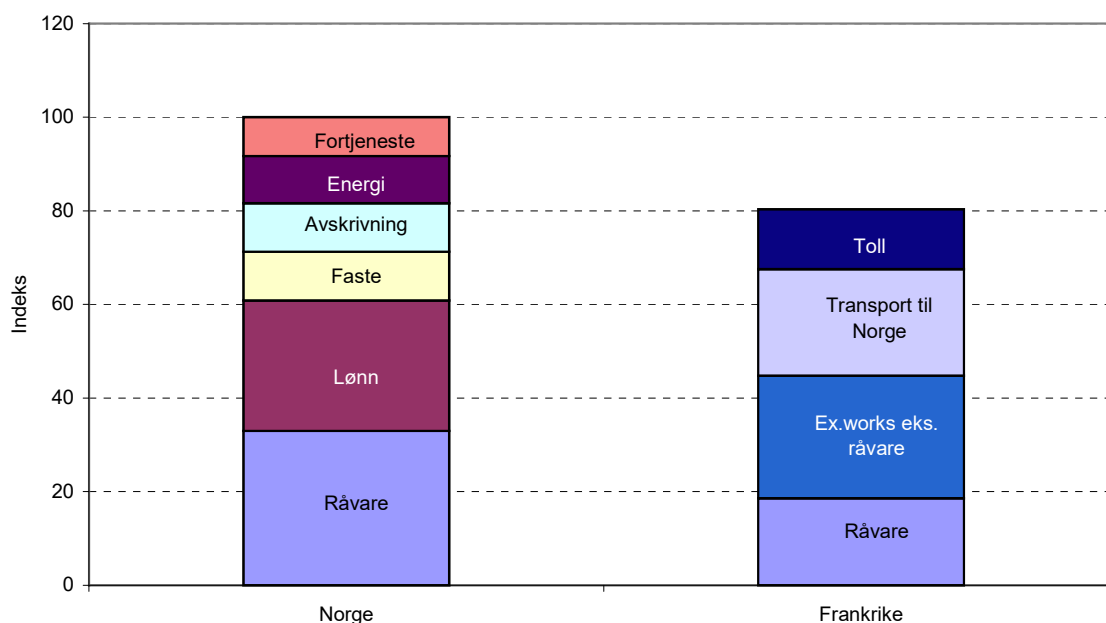 120
100
80
60
40
20
0
Indeks
Fortjeneste
Energi
Avskrivning
Faste
Lønn
Råvare
Toll
Transport til
Norge
Ex.works eks.
råvare
Råvare
Norge
Frankrike